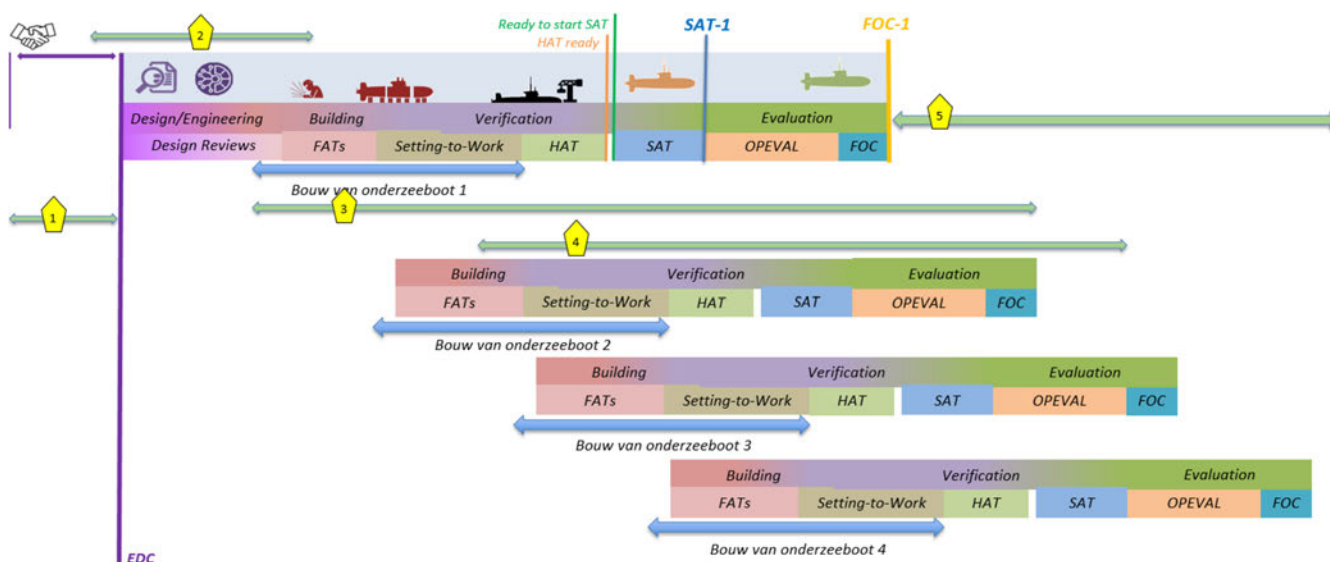 Ready to start SAT
HAT ready
SAT-1
FOC-1
2
Design/Engineering Building Verification Evaluation
5
Design Reviews FATs Setting-to-Work HAT SAT OPEVAL FOC
Bouw van onderzeeboot 1
1
3
4
Building Verification Evaluation
FATs Setting-to-Work HAT SAT OPEVAL FOC
Bouw van onderzeeboot 2
Building Verification Evaluation
FATs Setting-to-Work HAT SAT OPEVAL FOC
Bouw van onderzeeboot 3
Building Verification Evaluation
FATs Setting-to-Work HAT SAT OPEVAL FOC
Bouw van onderzeeboot 4
EDC